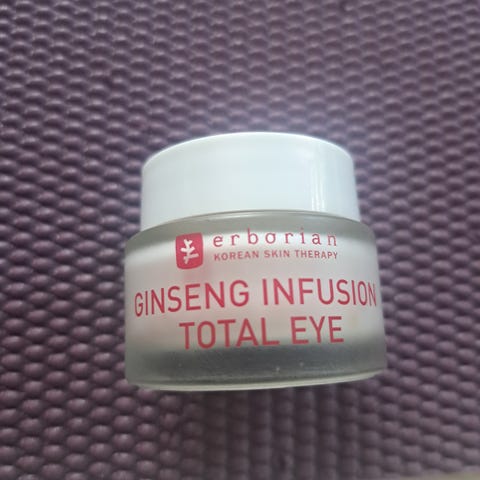 erborian
KOREAN SKIN THERAPY
GINSENG INFUSION
TOTAL EYE